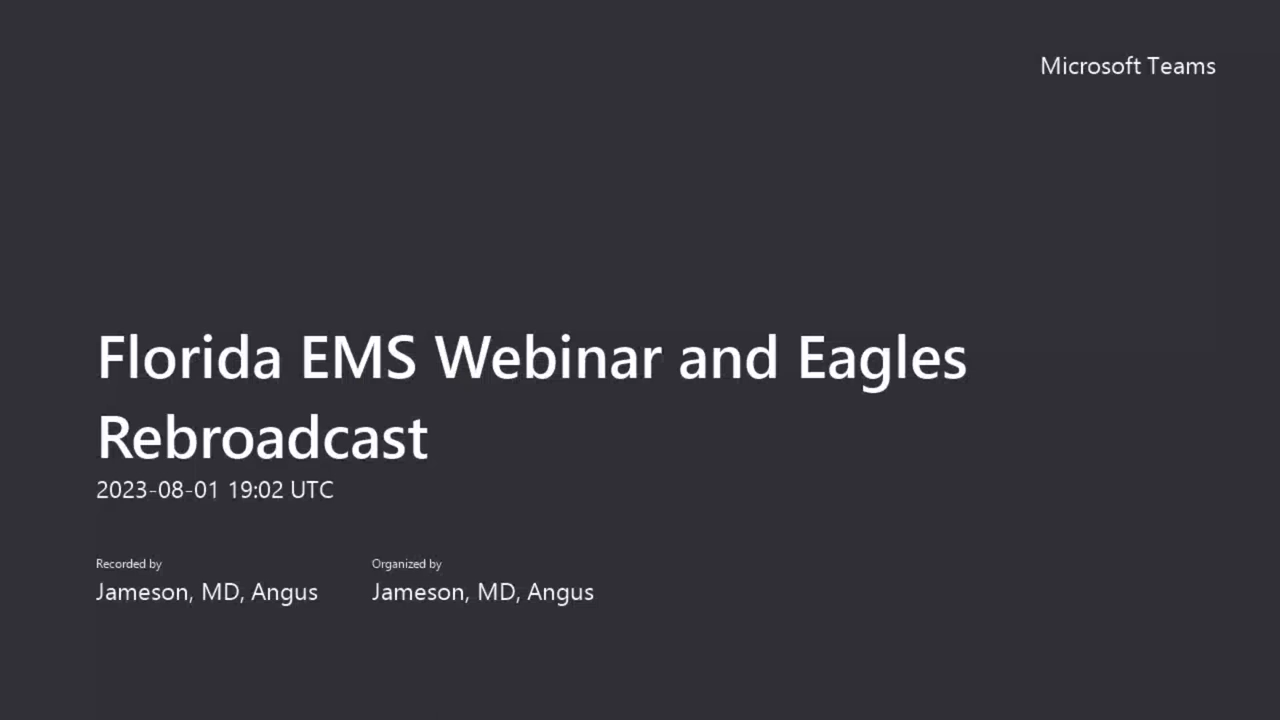 Microsoft Teams
Florida EMS Webinar and Eagles
Rebroadcast
2023-08-01 19:02 UTC
Recorded by
Jameson, MD, Angus
Organized by
Jameson, MD, Angus